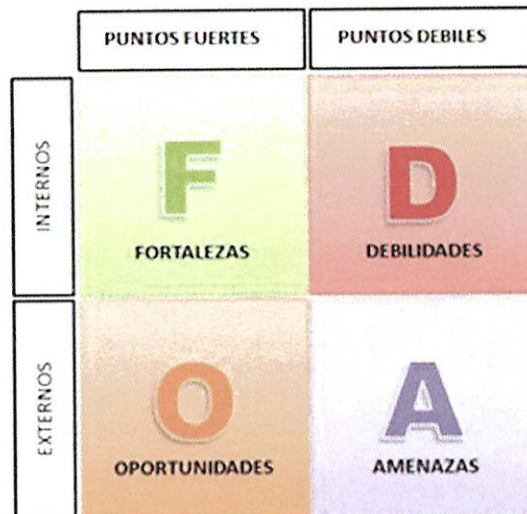 PUNTOS FUERTES
PUNTOS DEBILES
INTERNOS
F
FORTALEZAS
D
DEBILIDADES
EXTERNOS
O
OPORTUNIDADES
A
AMENAZAS